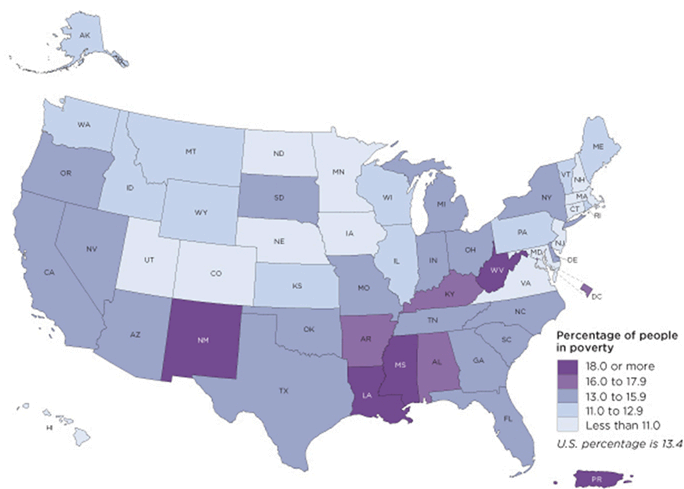 AK
WA
MT
ND
MN
ME
VT
NH
OR
ID
SD
WI
MI
NY
MA
CT
RI
WY
IA
PA
NJ
NE
OH
MD
DE
NV
UT
CO
IL
IN
WV
VA
DC
CA
KS
MO
KY
NC
TN
AZ
NM
OK
AR
SC
MS
AL
GA
TX
LA
FL
HI
PR
Percentage of people
in poverty
18.0 or more
16.0 to 17.9
13.0 to 15.9
11.0 to 12.9
Less than 11.0
U.S. percentage is 13.4